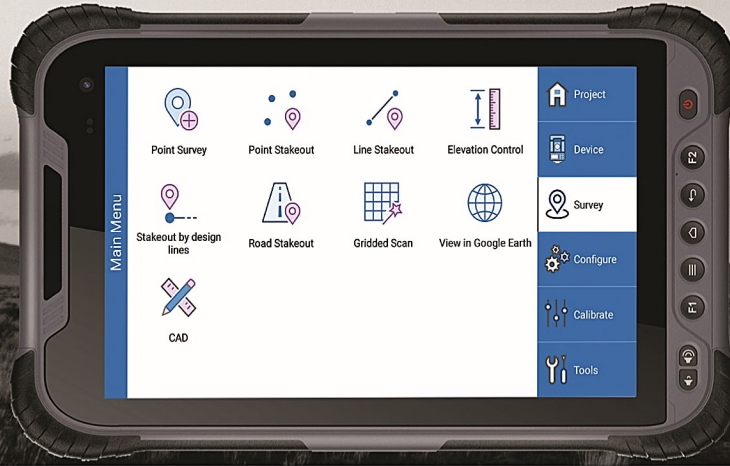 Main Menu
Point Survey
Point Stakeout
Line Stakeout
Elevation Control
Stakeout by design
lines
Road Stakeout
Gridded Scan
View in Google Earth
CAD
Project
Device
Survey
Configure
Calibrate
Tools
F2
F1